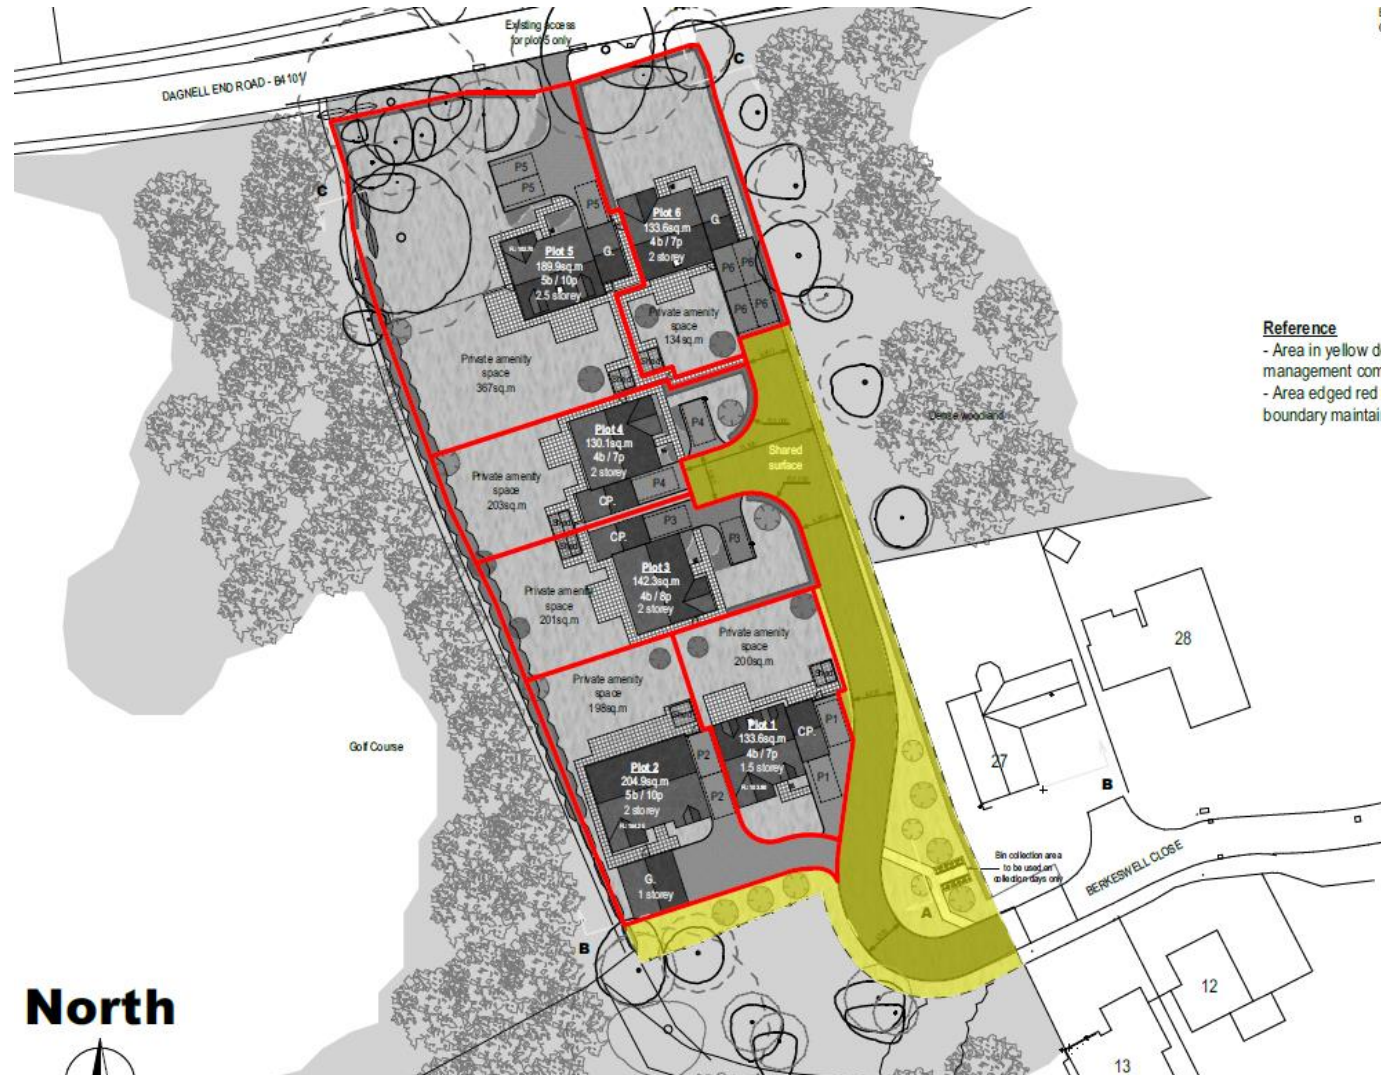 Existing access
for plot 5 only
C
DAGNELL END ROAD - B4101
C
P5
P5
P5
Plot 6
133.6sq.m
4b / 7p
2 storey
G.
Plot 5
189.9sq.m
5b / 10p
2.5 storey
G.
P6
P6
P6
P6
Private amenity
space
134sq.m
Reference
- Area in yellow d
management com
- Area edged red
boundary maintai
Private amenity
space
367sq.m
Shed
Shed
Dense woodland
Plot 4
130.1sq.m
4b / 7p
2 storey
P4
P4
CP.
Shared
surface
Private amenity
space
203sq.m
Shed
Shed
CP.
P3
P3
Plot 3
142.3sq.m
4b / 8p
2 storey
Private amenity
space
201sq.m
Private amenity
space
200sq.m
Shed
28
Private amenity
space
198sq.m
Shed
Plot 1
133.6sq.m
4b / 7p
1.5 storey
CP.
P1
P1
Golf Course
27
B
Plot 2
204.9sq.m
5b / 10p
2 storey
P2
P2
G.
1 storey
Bin collection area
to be used on
collection days only
BERKESWELL CLOSE
A
B
North
12
13